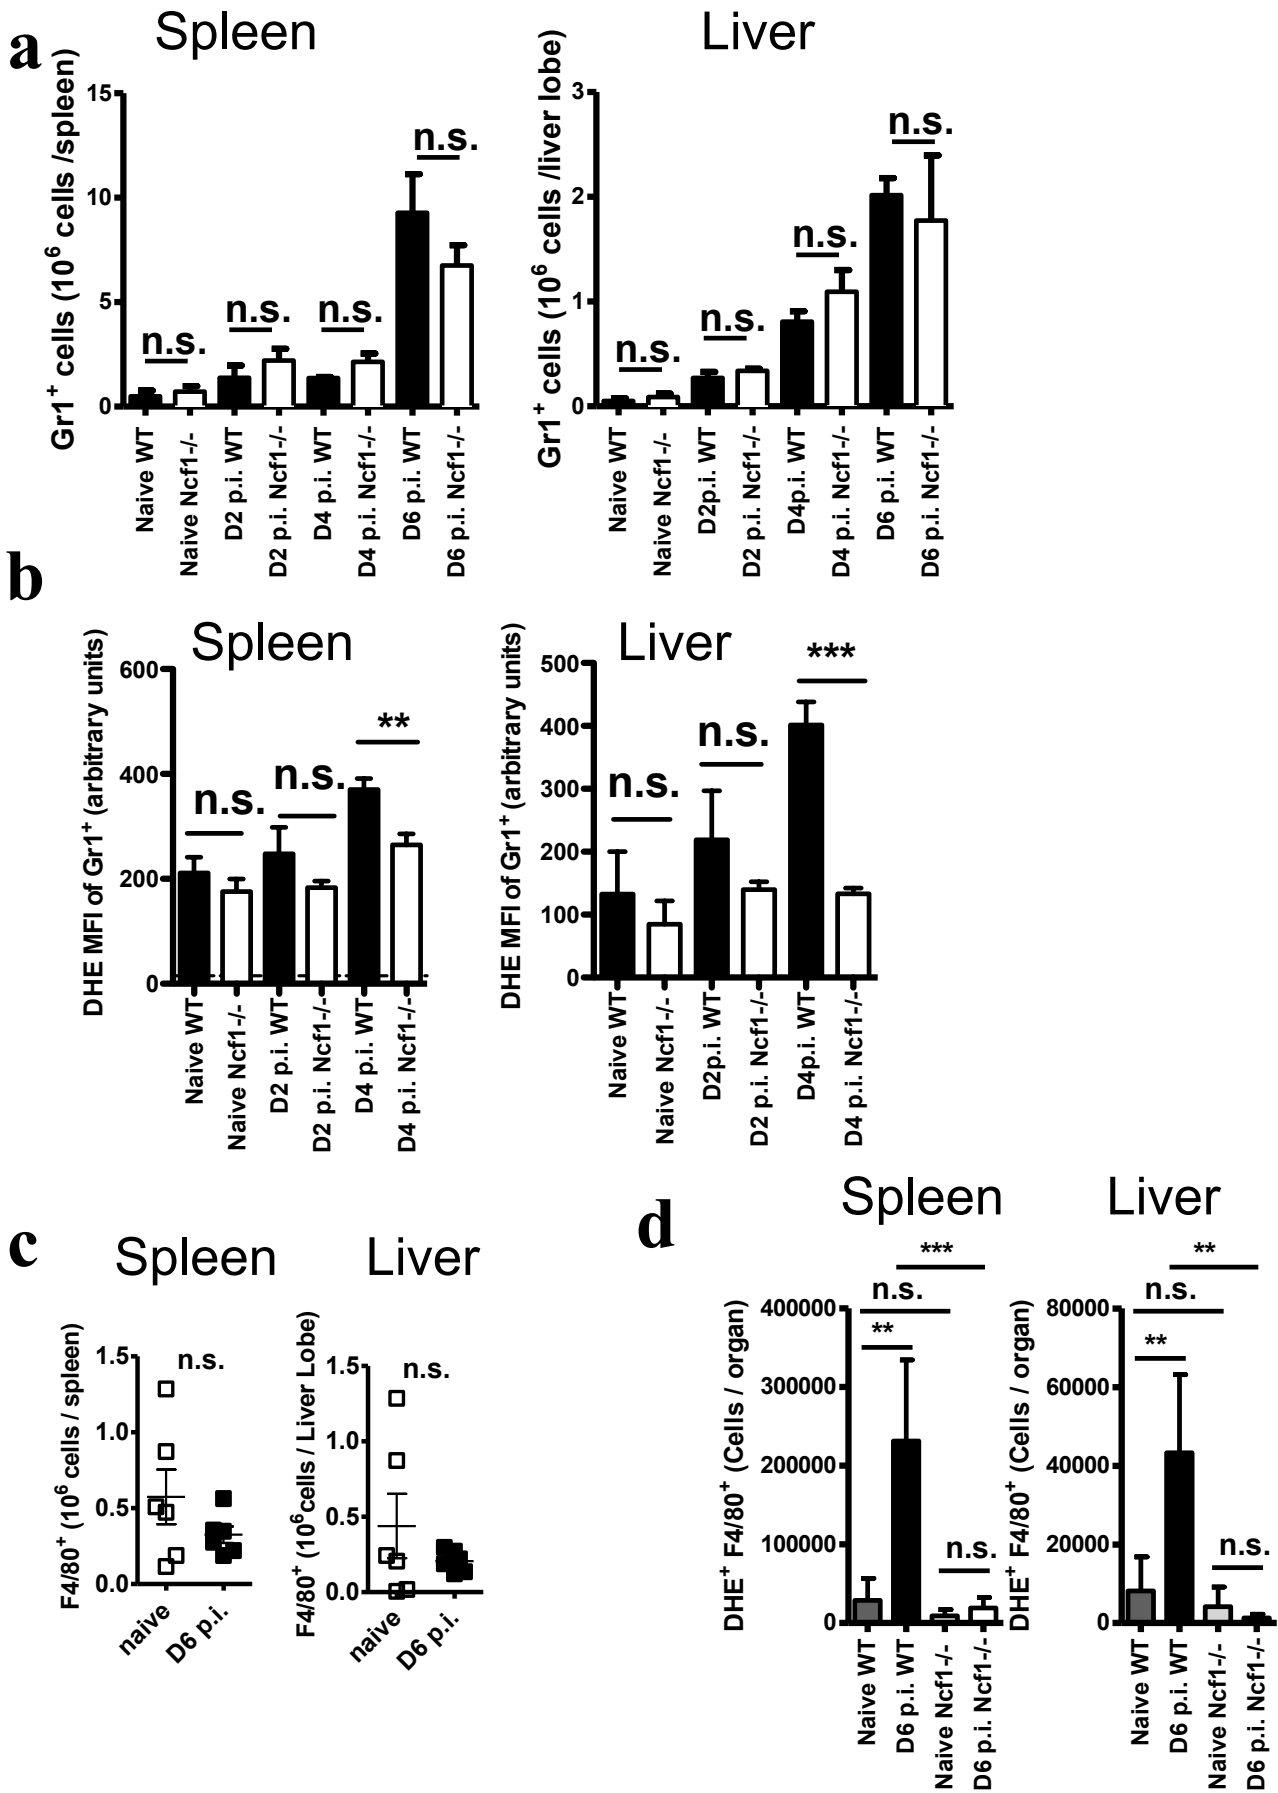 a
Spleen
Liver
Gr1+ cells (10^6 cells /spleen)
15
10
5
0
n.s.
n.s.
n.s.
n.s.
Naive WT
Naive Ncf1-/-
D2 p.i. WT
D2 p.i. Ncf1-/-
D4 p.i. WT
D4 p.i. Ncf1-/-
D6 p.i. WT
D6 p.i. Ncf1-/-
Gr1+ cells (10^6 cells /liver lobe)
3
2
1
0
n.s.
n.s.
n.s.
n.s.
Naive WT
Naive Ncf1-/-
D2p.i. WT
D2 p.i. Ncf1-/-
D4p.i. WT
D4 p.i. Ncf1-/-
D6 p.i. WT
D6 p.i. Ncf1-/-
b
Spleen
Liver
DHE MFI of Gr1+ (arbitrary units)
600
400
200
0
n.s.
n.s.
**
Naive WT
Naive Ncf1-/-
D2 p.i. WT
D2 p.i. Ncf1-/-
D4 p.i. WT
D4 p.i. Ncf1-/-
DHE MFI of Gr1+ (arbitrary units)
500
400
300
200
100
0
n.s.
n.s.
***
Naive WT
Naive Ncf1-/-
D2p.i. WT
D2 p.i. Ncf1-/-
D4p.i. WT
D4 p.i. Ncf1-/-
c
Spleen
Liver
F4/80+ (10^6 cells / spleen)
1.5
1.0
0.5
0.0
n.s.
naive
D6 p.i.
F4/80+ (10^6cells / Liver Lobe)
1.5
1.0
0.5
0.0
n.s.
naive
D6 p.i.
d
Spleen
Liver
DHE+ F4/80+ (Cells / organ)
400000
300000
200000
100000
0
***
n.s.
**
n.s.
Naive WT
D6 p.i. WT
Naive Ncf1-/-
D6 p.i. Ncf1-/-
DHE+ F4/80+ (Cells / organ)
80000
60000
40000
20000
0
**
n.s.
**
n.s.
Naive WT
D6 p.i. WT
Naive Ncf1-/-
D6 p.i. Ncf1-/-